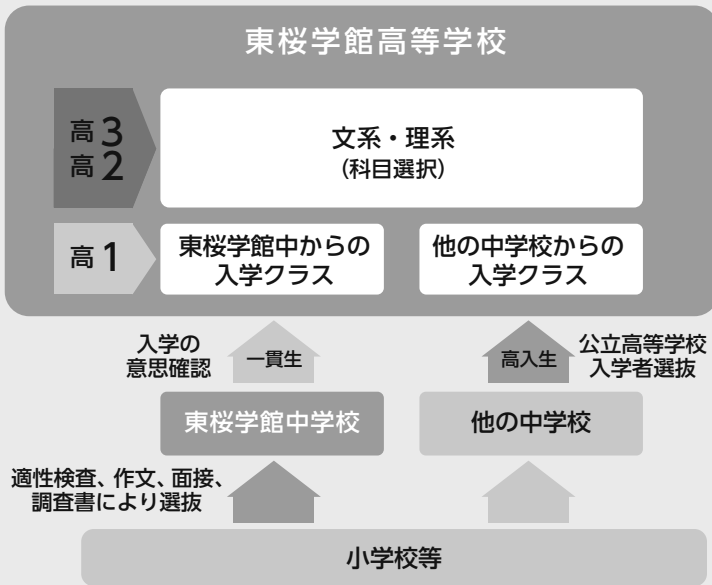 東桜学館高等学校
高3
高2
文系・理系
(科目選択)
高1
東桜学館中からの
入学クラス
他の中学校からの
入学クラス
入学の
意思確認
一貫生
高入生
公立高等学校
入学者選抜
東桜学館中学校
他の中学校
適性検査、作文、面接、
調査書により選抜
小学校等